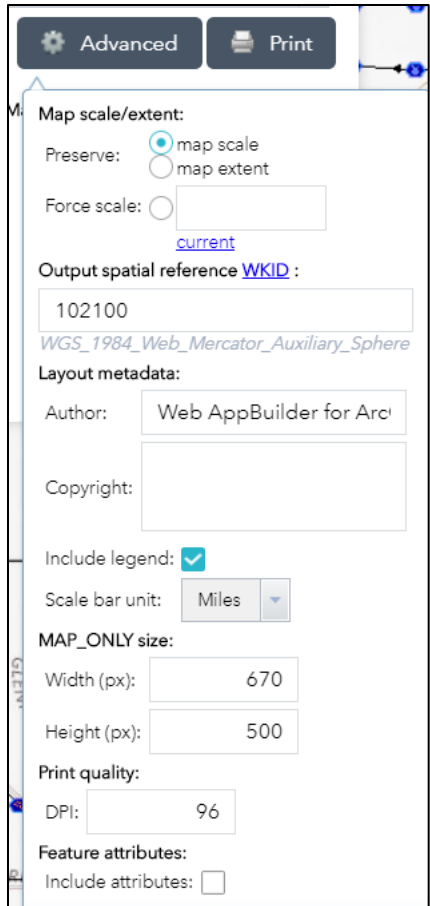 Advanced Print
Map scale/extent:
Preserve: map scale
map extent
Force scale:
current
Output spatial reference WKID :
102100
WGS_1984_Web_Mercator_Auxiliary_Sphere
Layout metadata:
Author: Web AppBuilder for Arc
Copyright:
Include legend:
Scale bar unit: Miles
MAP_ONLY size:
Width (px): 670
Height (px): 500
Print quality:
DPI: 96
Feature attributes:
Include attributes:
GLEN